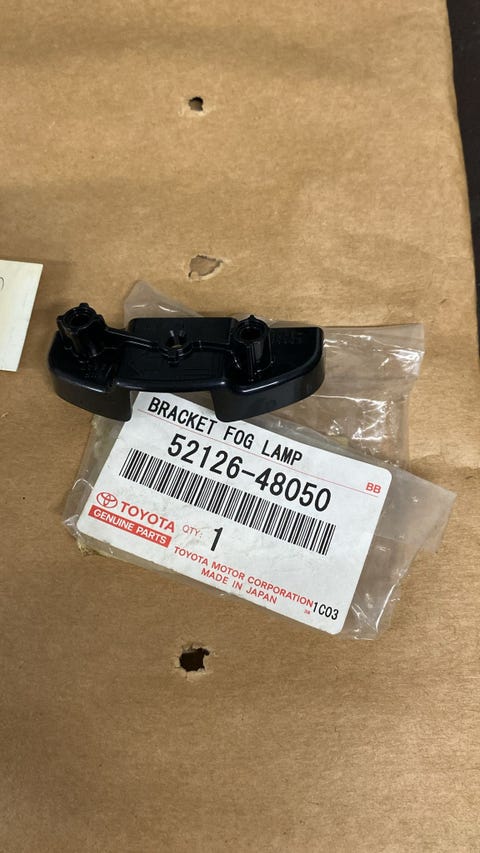 BRACKET FOG LAMP
52126-48050
BB
TOYOTA
GENUINE PARTS
QTY: 1
TOYOTA MOTOR CORPORATION
MADE IN JAPAN
1C03